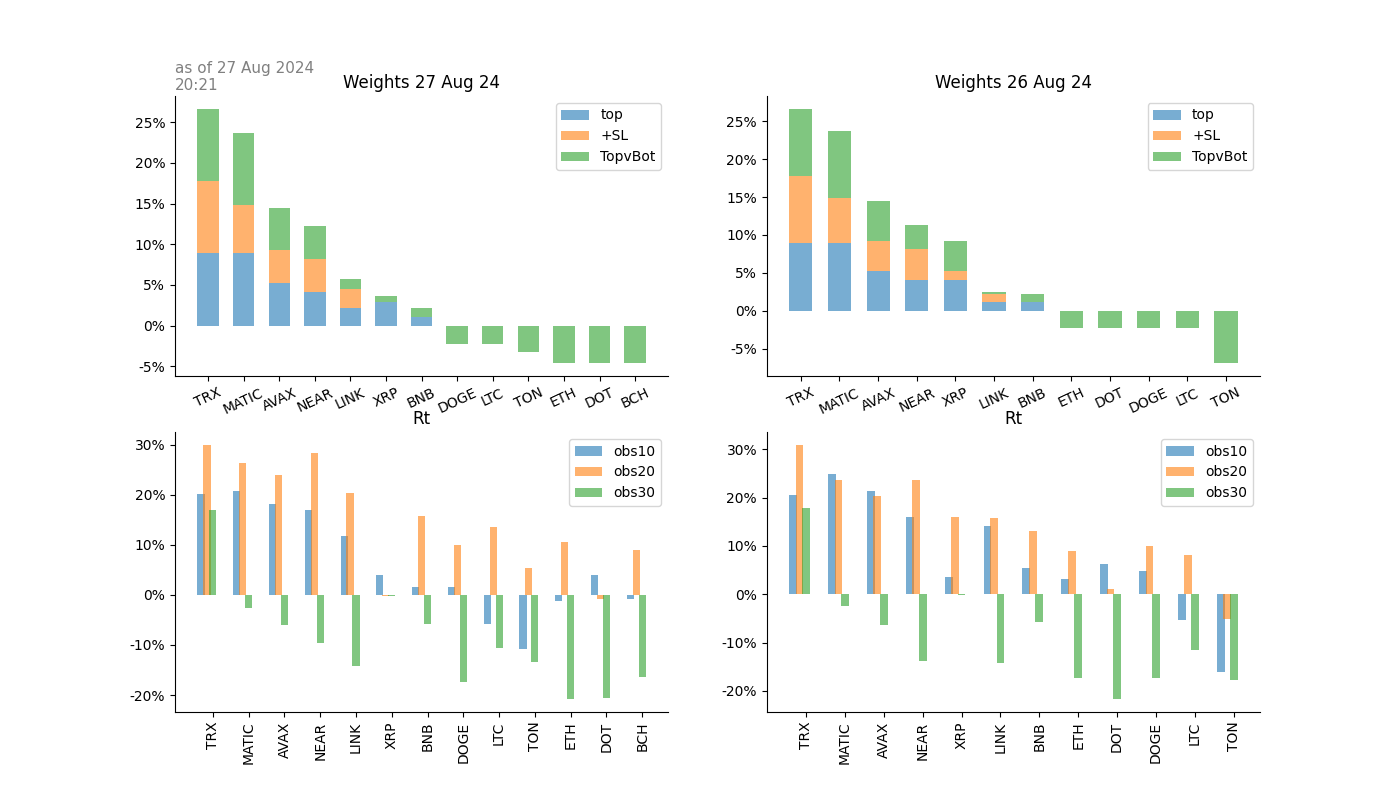 as of 27 Aug 2024
20:21
Weights 27 Aug 24
25%
20%
15%
10%
5%
0%
-5%
top
+SL
TopvBot
TRX MATIC AVAX NEAR LINK XRP BNB DOGE LTC TON ETH DOT BCH
Weights 26 Aug 24
25%
20%
15%
10%
5%
0%
-5%
top
+SL
TopvBot
TRX MATIC AVAX NEAR XRP LINK BNB ETH DOT DOGE LTC TON
Rt
30%
20%
10%
0%
-10%
-20%
obs10
obs20
obs30
TRX MATIC AVAX NEAR LINK XRP BNB DOGE LTC TON ETH DOT BCH
Rt
30%
20%
10%
0%
-10%
-20%
obs10
obs20
obs30
TRX MATIC AVAX NEAR XRP LINK BNB ETH DOT DOGE LTC TON